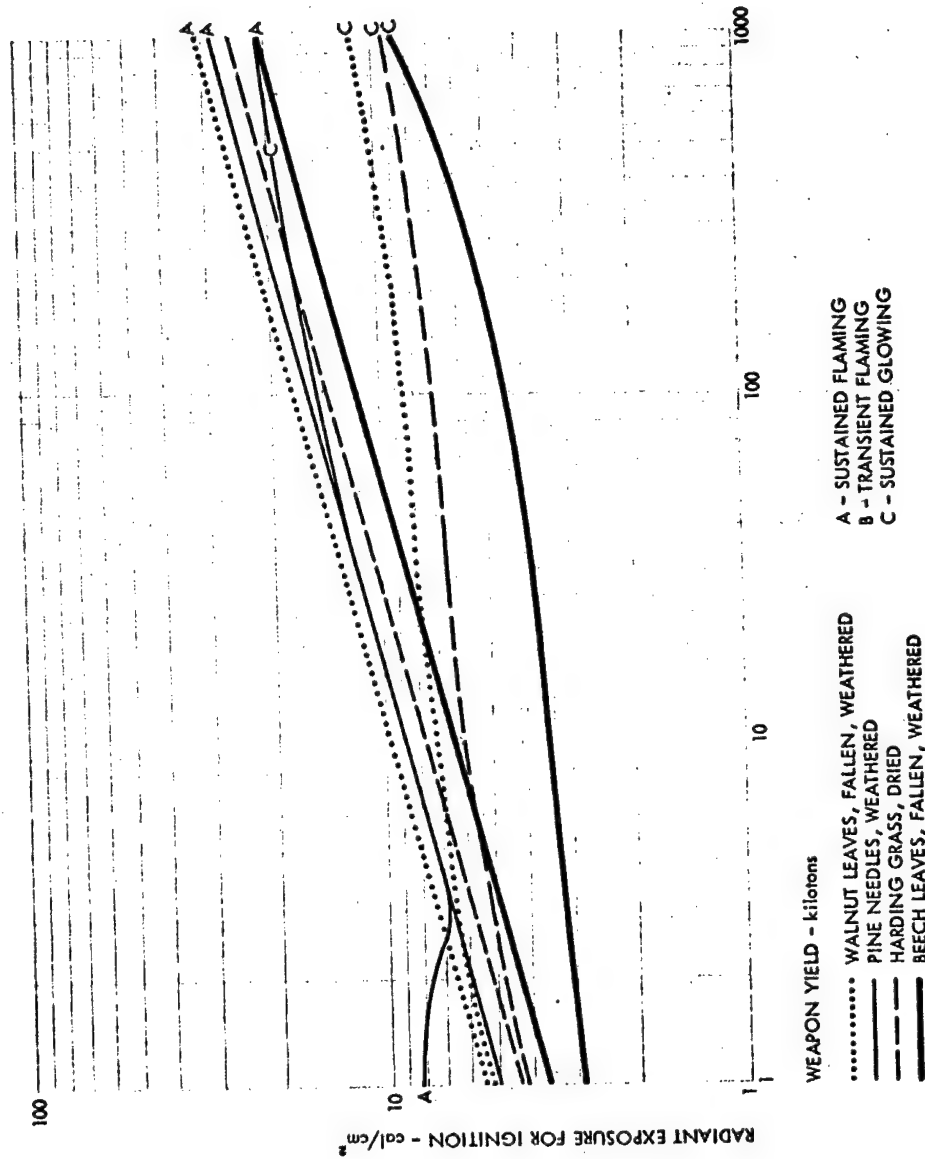 100
10
1
RADIANT EXPOSURE FOR IGNITION - cal/cm²
A
A
A
A
C
C
C
C
1
10
100
1000
WEAPON YIELD - kilotons
WALNUT LEAVES, FALLEN, WEATHERED
PINE NEEDLES, WEATHERED
HARDING GRASS, DRIED
BEECH LEAVES, FALLEN, WEATHERED
A - SUSTAINED FLAMING
B - TRANSIENT FLAMING
C - SUSTAINED GLOWING